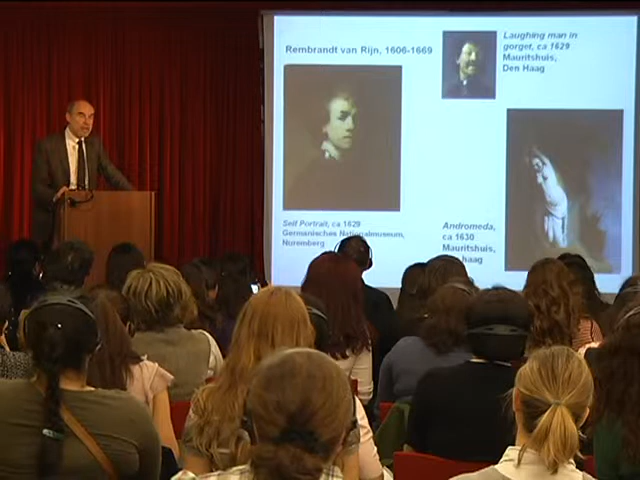 Rembrandt van Rijn, 1606-1669
Laughing man in
gorget, ca 1629
Mauritshuis,
Den Haag
Self Portrait, ca 1629
Germanisches Nationalmuseum,
Nuremberg
Andromeda,
ca 1630
Mauritshuis,
haag